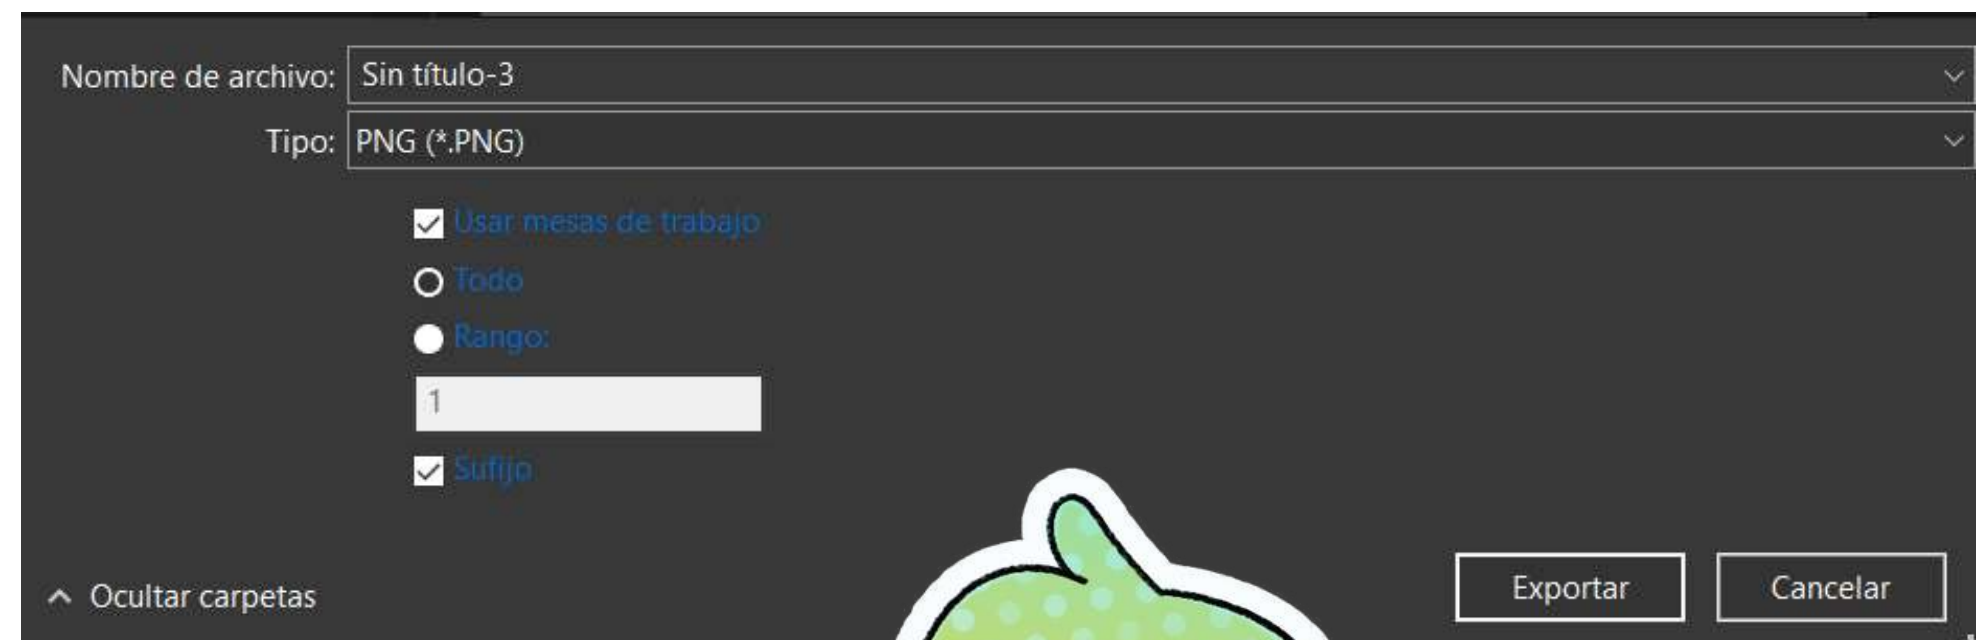 Nombre de archivo: Sin título-3
Tipo: PNG (*.PNG)
Usar mesas de trabajo
Todo
Rango:
1
Sufijo
Ocultar carpetas
Exportar
Cancelar